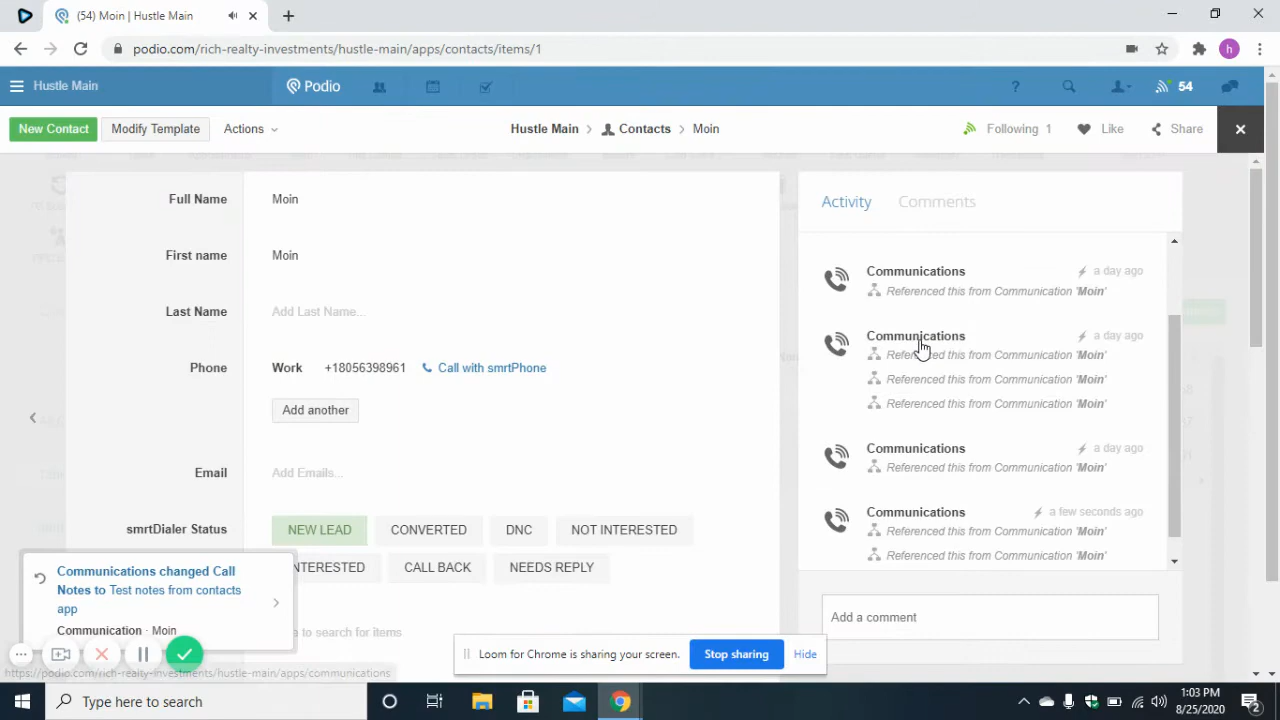 (54) Moin | Hustle Main
podio.com/rich-realty-investments/hustle-main/apps/contacts/items/1
h
Hustle Main
Podio
?
54
New Contact
Modify Template
Actions
Hustle Main > Contacts > Moin
Following 1
Like
Share
Full Name
Moin
First name
Moin
Last Name
Add Last Name...
Phone
Work
+18056398961
Call with smrtPhone
Add another
Email
Add Emails...
smrtDialer Status
NEW LEAD
CONVERTED
DNC
NOT INTERESTED
NTERESTED
CALL BACK
NEEDS REPLY
to search for items
Activity
Comments
Communications
a day ago
Referenced this from Communication 'Moin'
Communications
a day ago
Referenced this from Communication 'Moin'
Referenced this from Communication 'Moin'
Referenced this from Communication 'Moin'
Communications
a day ago
Referenced this from Communication 'Moin'
Communications
a few seconds ago
Referenced this from Communication 'Moin'
Referenced this from Communication 'Moin'
Add a comment
Communications changed Call
Notes to Test notes from contacts
app
Communication · Moin
Loom for Chrome is sharing your screen.
Stop sharing
Hide
https://podio.com/rich-realty-investments/hustle-main/apps/communications
Type here to search
1:03 PM
8/25/2020
2